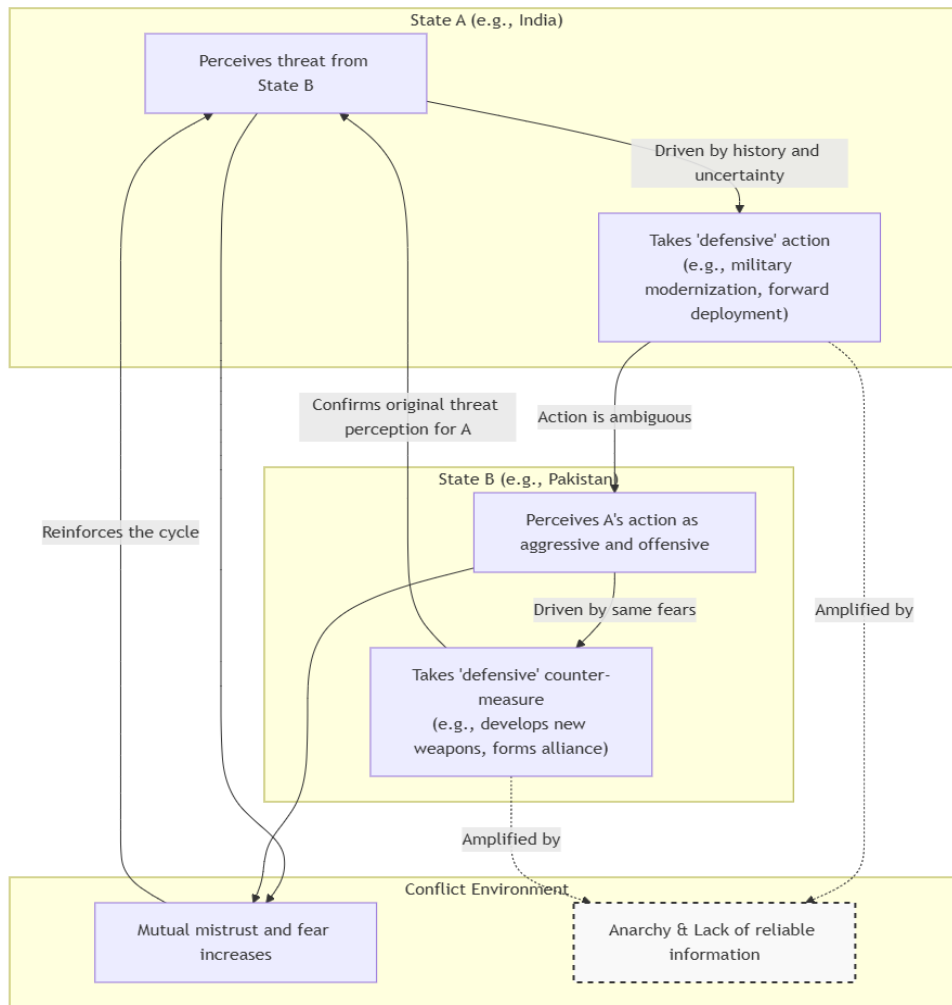 State A (e.g., India)
Perceives threat from
State B
Driven by history and
uncertainty
Takes 'defensive' action
(e.g., military
modernization, forward
deployment)
Confirms original threat
perception for A
Action is ambiguous
State B (e.g., Pakistan)
Perceives A's action as
aggressive and offensive
Reinforces the cycle
Driven by same fears
Amplified by
Takes 'defensive' counter-
measure
(e.g., develops new
weapons, forms alliance)
Amplified by
Conflict Environment
Mutual mistrust and fear
increases
Anarchy & Lack of reliable
information